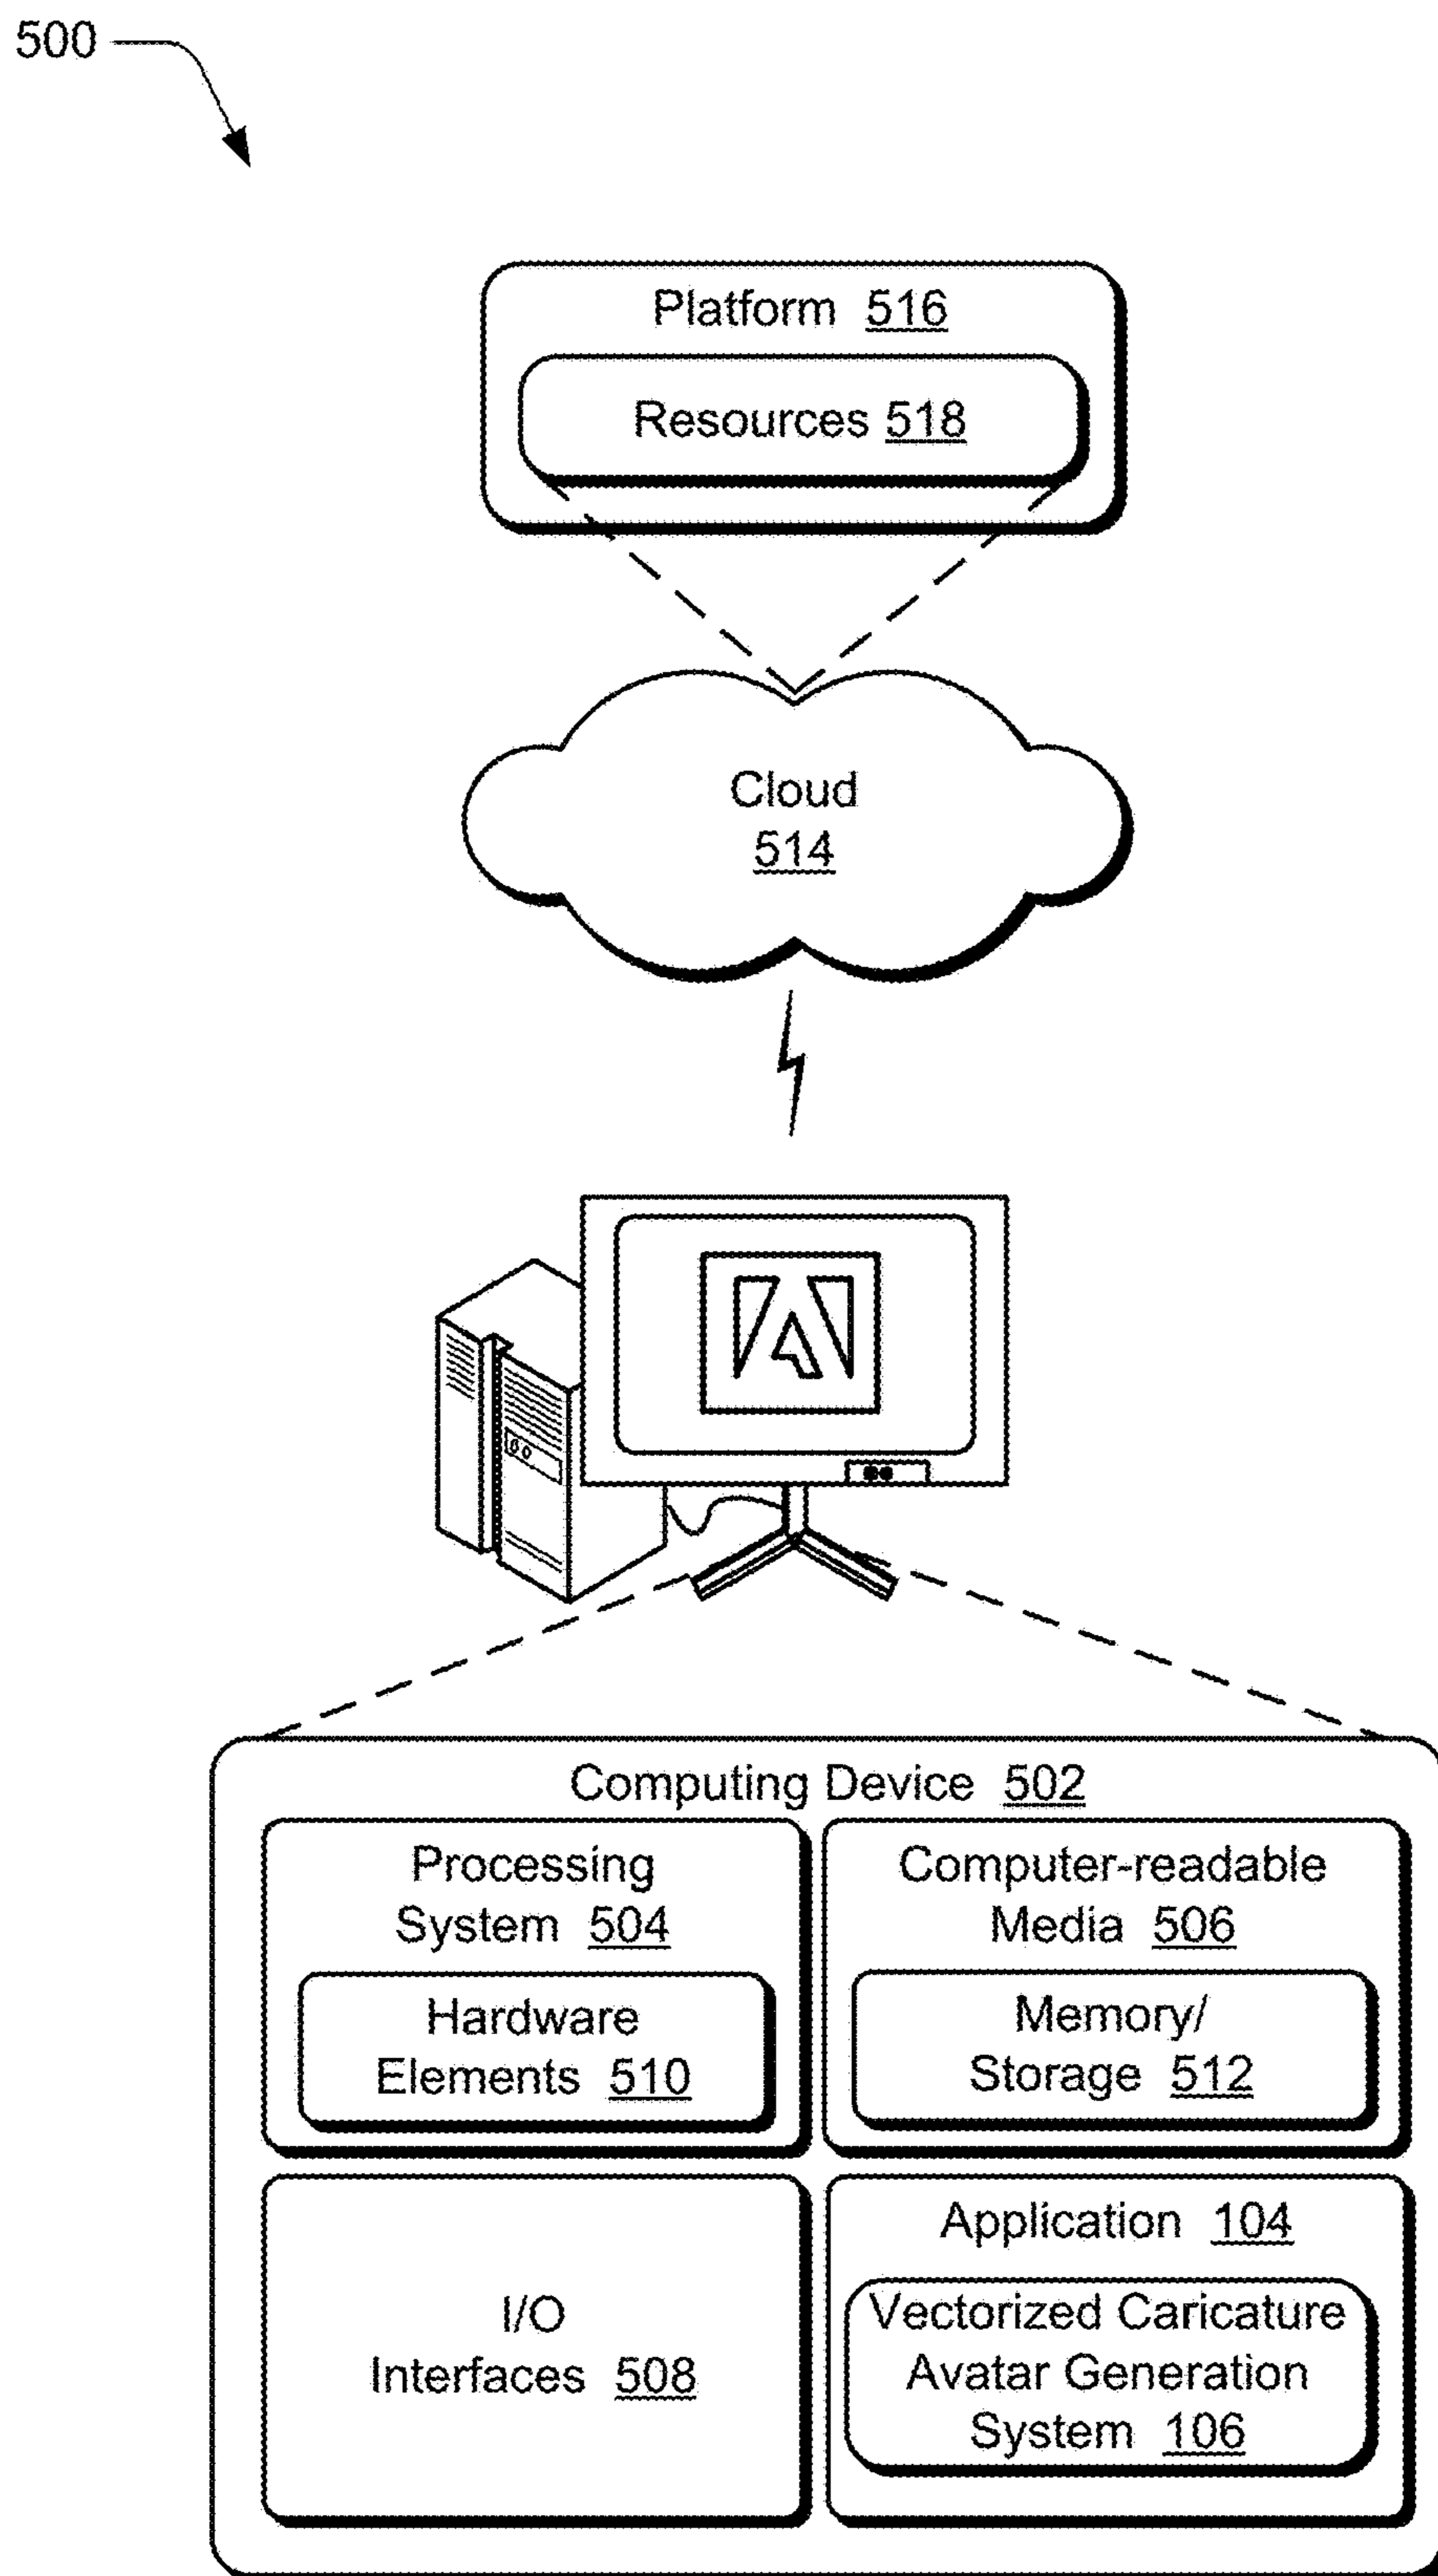 500
Platform 516
Resources 518
Cloud
514
Computing Device 502
Processing
System 504
Hardware
Elements 510
Computer-readable
Media 506
Memory/
Storage 512
I/O
Interfaces 508
Application 104
Vectorized Caricature
Avatar Generation
System 106